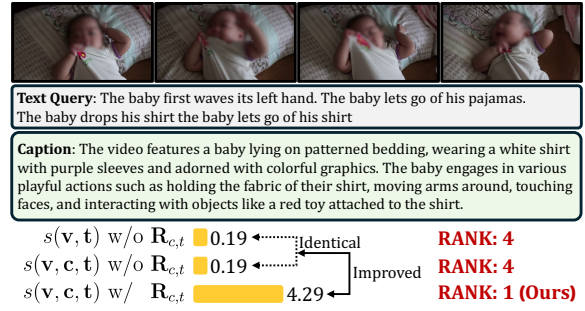 Text Query: The baby first waves its left hand. The baby lets go of his pajamas.
The baby drops his shirt the baby lets go of his shirt
Caption: The video features a baby lying on patterned bedding, wearing a white shirt
with purple sleeves and adorned with colorful graphics. The baby engages in various
playful actions such as holding the fabric of their shirt, moving arms around, touching
faces, and interacting with objects like a red toy attached to the shirt.
s(v, t) w/o R_{c,t} 0.19 Identical RANK: 4
s(v, c, t) w/o R_{c,t} 0.19 Improved RANK: 4
s(v, c, t) w/ R_{c,t} 4.29 RANK: 1 (Ours)